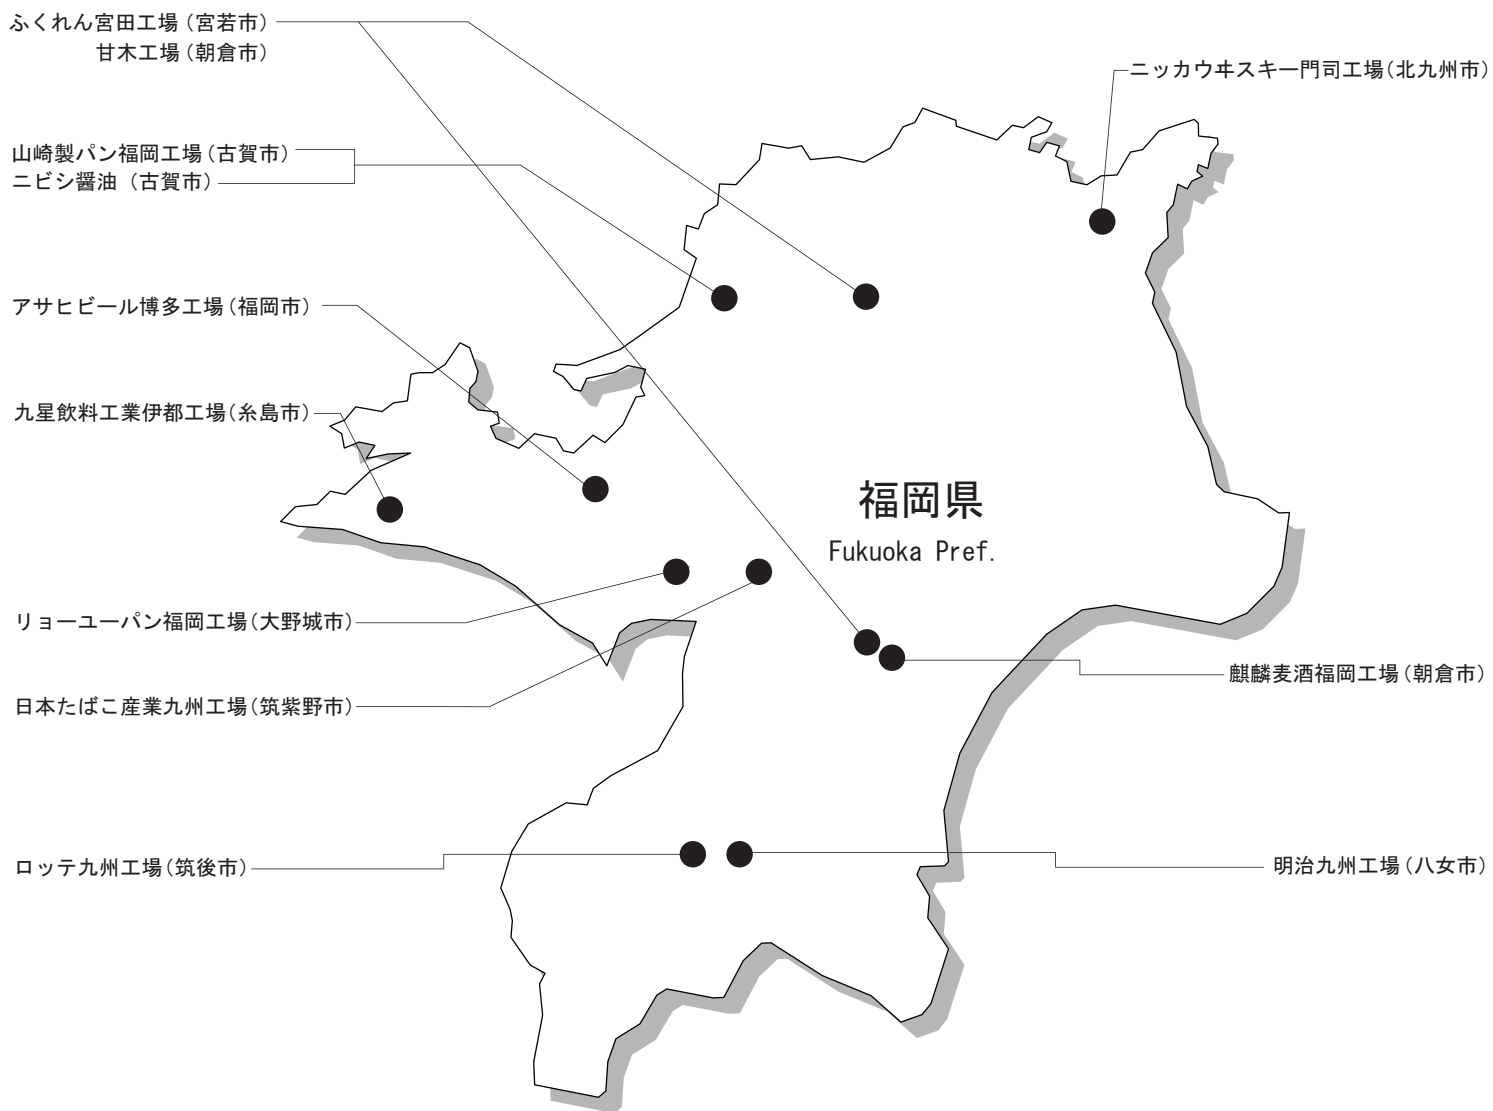 ふくれん宮田工場（宮若市）
甘木工場（朝倉市）
ニッカウヰスキー門司工場（北九州市）
山崎製パン福岡工場（古賀市）
ニビシ醤油（古賀市）
アサヒビール博多工場（福岡市）
九星飲料工業伊都工場（糸島市）
福岡県
Fukuoka Pref.
リョーユーパン福岡工場（大野城市）
麒麟麦酒福岡工場（朝倉市）
日本たばこ産業九州工場（筑紫野市）
ロッテ九州工場（筑後市）
明治九州工場（八女市）